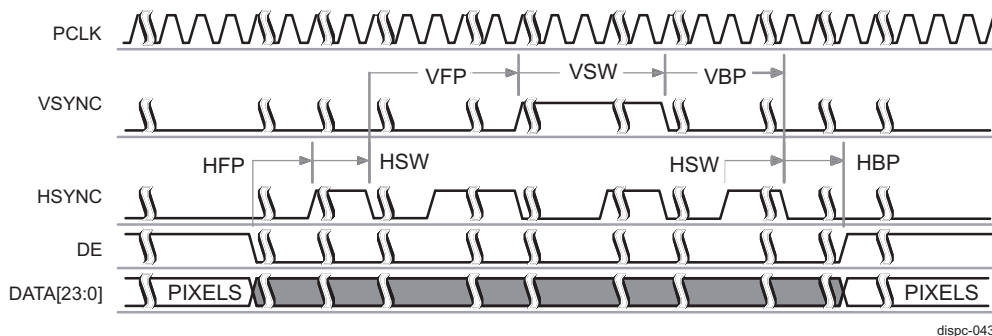 PCLK
VFP VSW VBP
VSYNC
HFP HSW HSW HBP
HSYNC
DE
DATA[23:0] PIXELS PIXELS
dispc-043